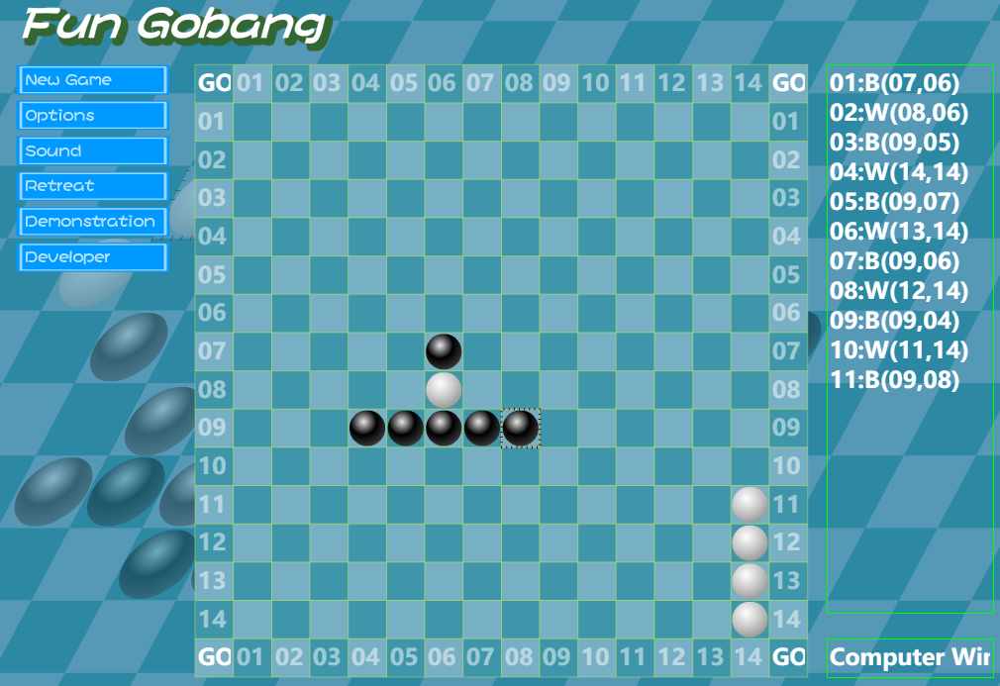 Fun Gobang
New Game
Options
Sound
Retreat
Demonstration
Developer
GO 01 02 03 04 05 06 07 08 09 10 11 12 13 14 GO
01 01
02 02
03 03
04 04
05 05
06 06
07 07
08 08
09 09
10 10
11 11
12 12
13 13
14 14
GO 01 02 03 04 05 06 07 08 09 10 11 12 13 14 GO
01:B(07,06)
02:W(08,06)
03:B(09,05)
04:W(14,14)
05:B(09,07)
06:W(13,14)
07:B(09,06)
08:W(12,14)
09:B(09,04)
10:W(11,14)
11:B(09,08)
Computer Win